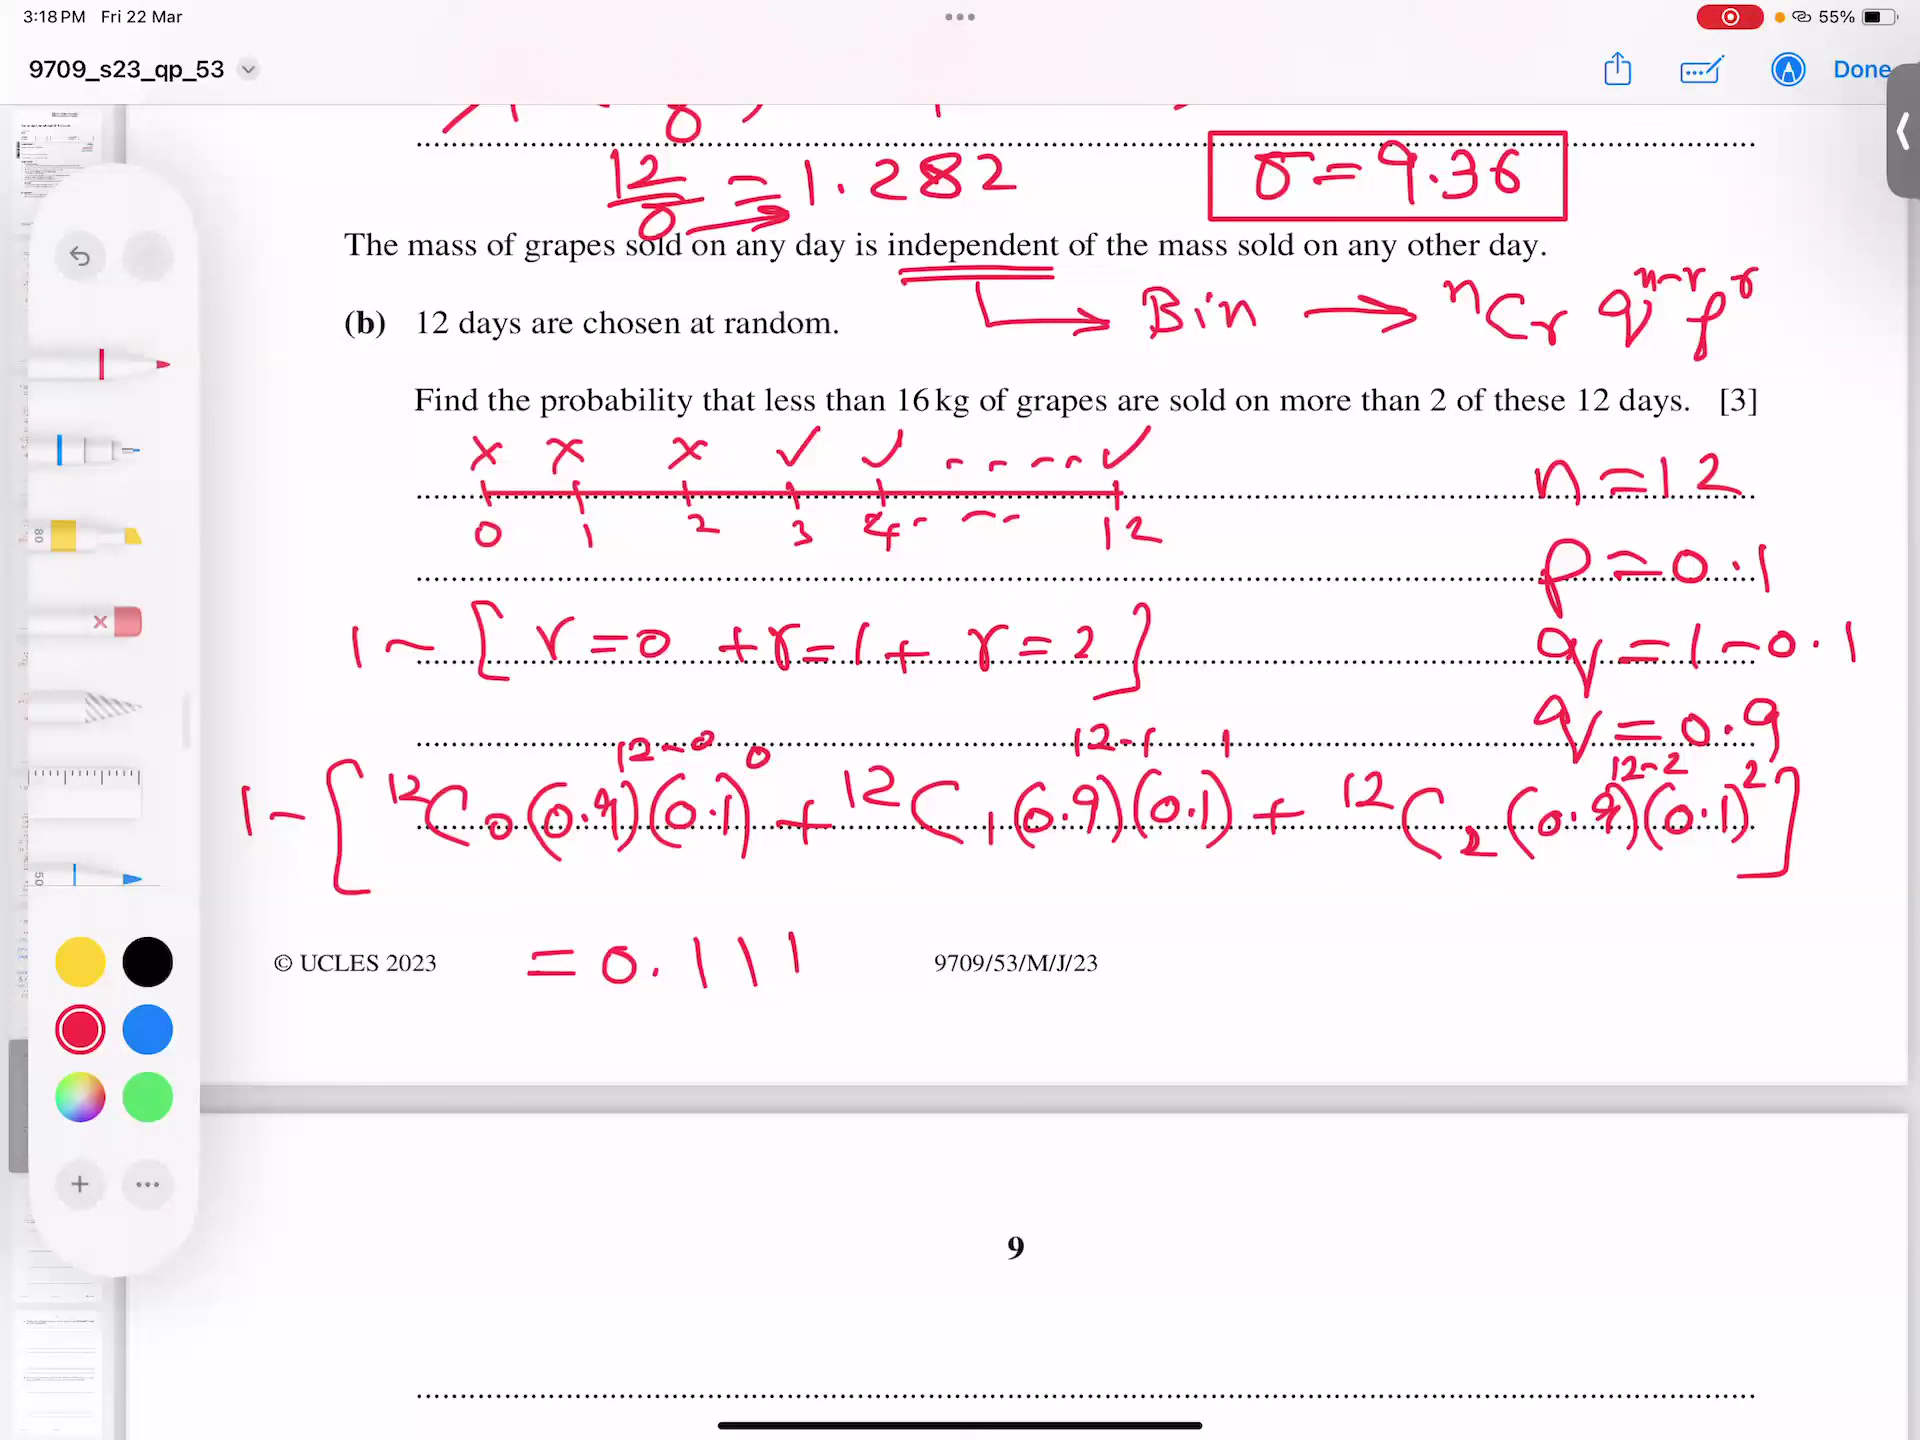 3:18 PM Fri 22 Mar
55%
9709_s23_qp_53
Done
12/σ = 1.282
σ = 9.36
The mass of grapes sold on any day is independent of the mass sold on any other day.
Bin → nCr q^n-r p^r
(b) 12 days are chosen at random.
Find the probability that less than 16 kg of grapes are sold on more than 2 of these 12 days. [3]
x x x ✓ ✓ - - - - ✓
0 1 2 3 4 - - - 12
n = 12
p = 0.1
1 - [ r = 0 + r = 1 + r = 2 ]
q = 1 - 0.1
q = 0.9
1 - [ 12C0 (0.9)^12-0 (0.1)^0 + 12C1 (0.9)^12-1 (0.1)^1 + 12C2 (0.9)^12-2 (0.1)^2 ]
= 0.111
© UCLES 2023
9709/53/M/J/23
9
80
50